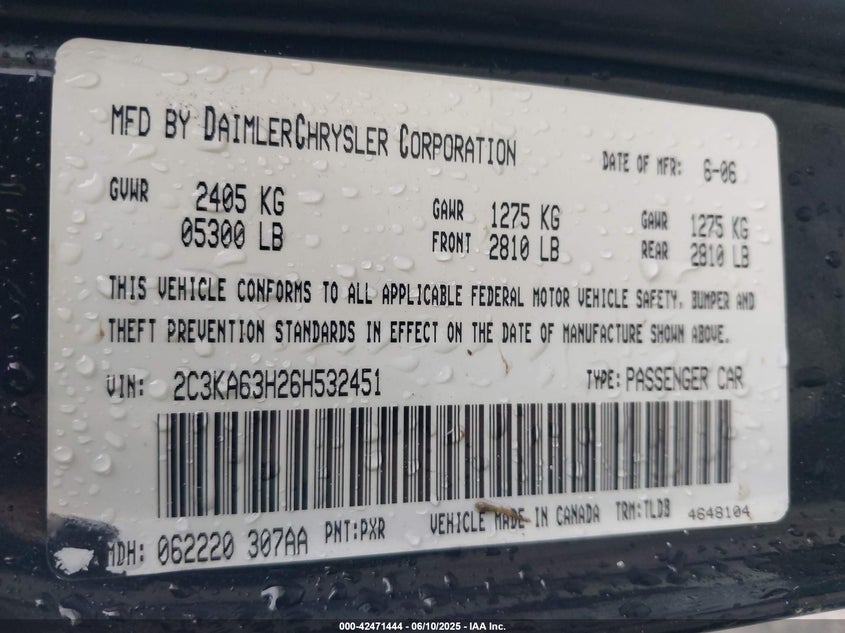 MFD BY DAIMLERCHRYSLER CORPORATION DATE OF MFR: 6-06
GVWR 2405 KG GAWR 1275 KG GAWR 1275 KG
05300 LB FRONT 2810 LB REAR 2810 LB
THIS VEHICLE CONFORMS TO ALL APPLICABLE FEDERAL MOTOR VEHICLE SAFETY, BUMPER AND
THEFT PREVENTION STANDARDS IN EFFECT ON THE DATE OF MANUFACTURE SHOWN ABOVE.
VIN: 2C3KA63H26H532451 TYPE: PASSENGER CAR
MDH: 062220 307AA PNT:PXR VEHICLE MADE IN CANADA TRM:TLDB 4648104
000-42471444 - 06/10/2025 - IAA Inc.